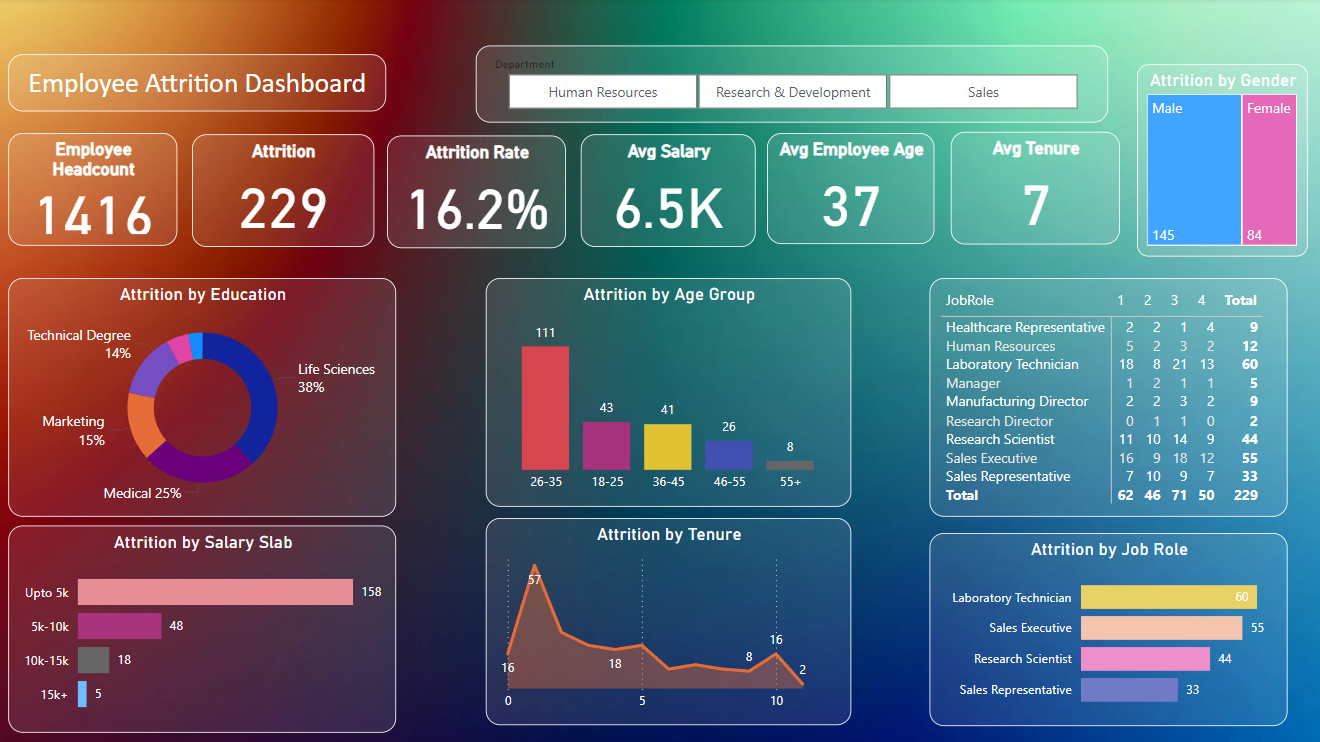 Employee Attrition Dashboard
Department
Human Resources
Research & Development
Sales
Attrition by Gender
Male
Female
145
84
Employee
Headcount
1416
Attrition
229
Attrition Rate
16.2%
Avg Salary
6.5K
Avg Employee Age
37
Avg Tenure
7
Attrition by Education
Technical Degree
14%
Life Sciences
38%
Marketing
15%
Medical 25%
Attrition by Age Group
111
43
41
26
8
26-35 18-25 36-45 46-55 55+
JobRole 1 2 3 4 Total
Healthcare Representative 2 2 1 4 9
Human Resources 5 2 3 2 12
Laboratory Technician 18 8 21 13 60
Manager 1 2 1 1 5
Manufacturing Director 2 2 3 2 9
Research Director 0 1 1 0 2
Research Scientist 11 10 14 9 44
Sales Executive 16 9 18 12 55
Sales Representative 7 10 9 7 33
Total 62 46 71 50 229
Attrition by Salary Slab
Upto 5k 158
5k-10k 48
10k-15k 18
15k+ 5
Attrition by Tenure
57
16
18
8
16
2
0 5 10
Attrition by Job Role
Laboratory Technician 60
Sales Executive 55
Research Scientist 44
Sales Representative 33